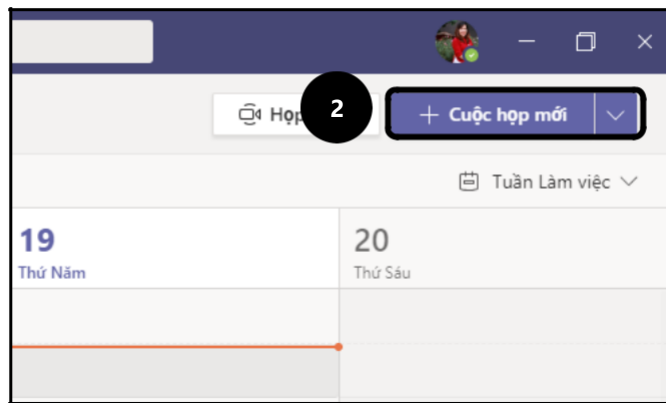 Họp
2
+ Cuộc họp mới
Tuần Làm việc
19
Thứ Năm
20
Thứ Sáu